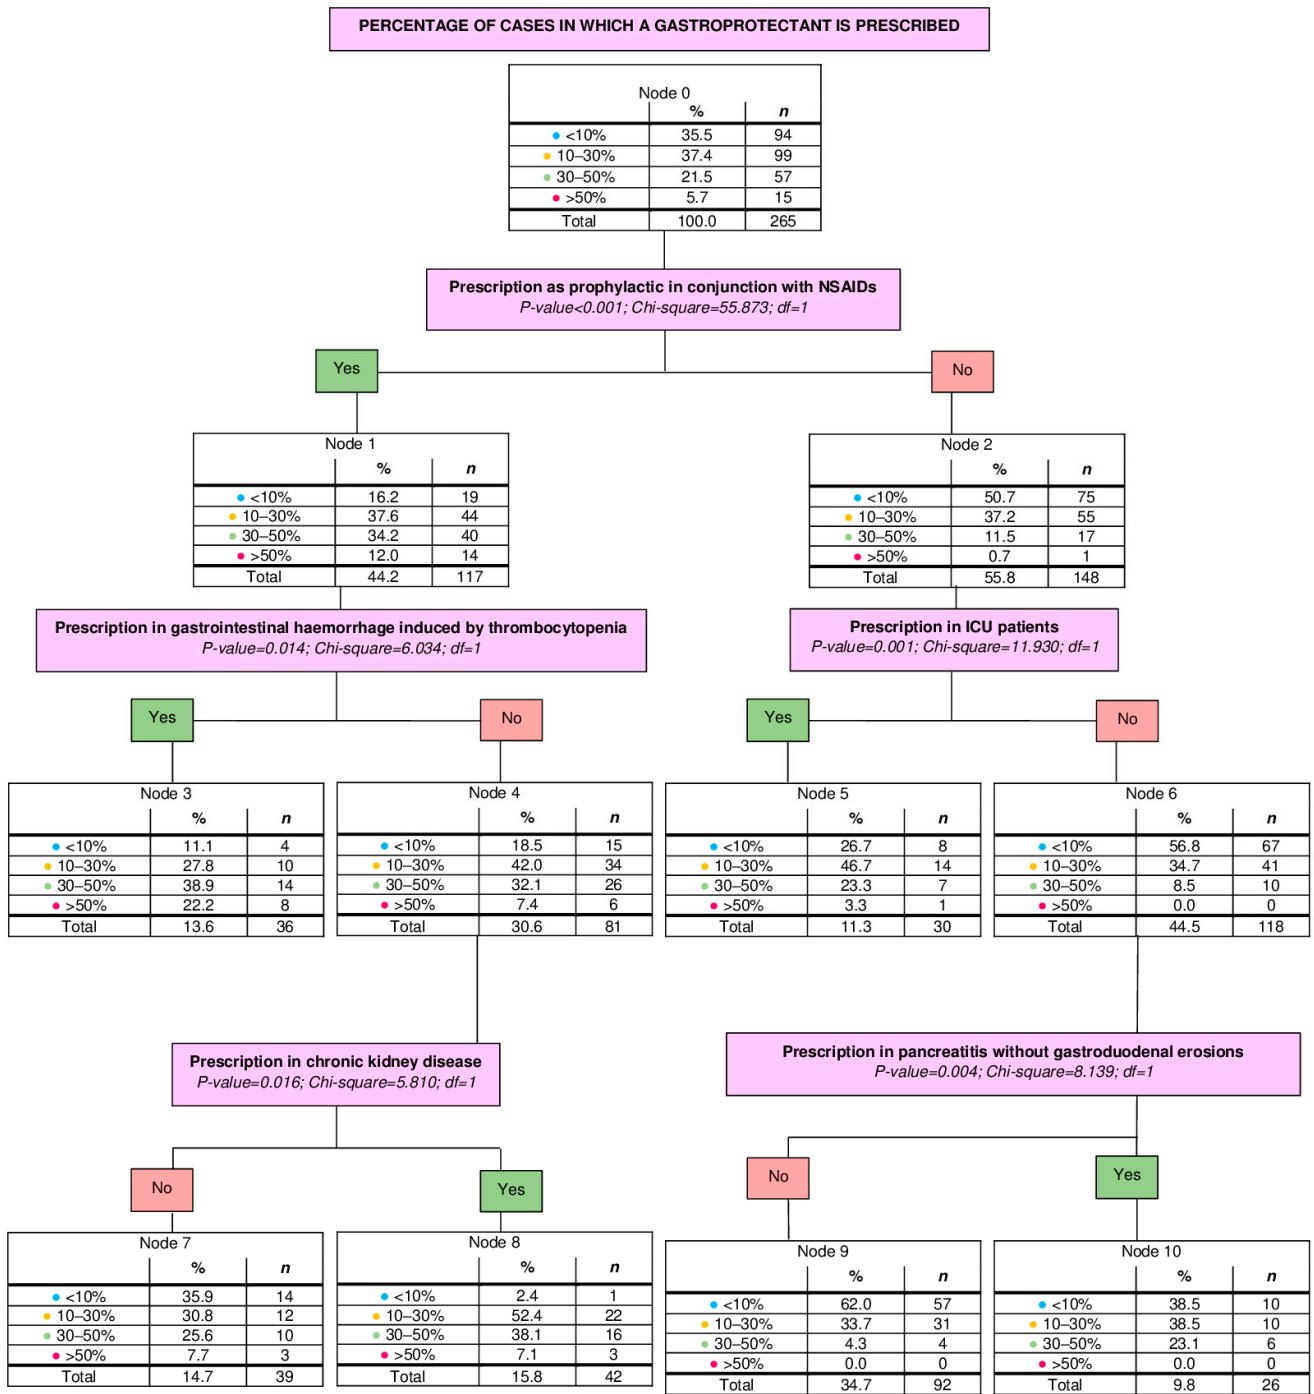 PERCENTAGE OF CASES IN WHICH A GASTROPROTECTANT IS PRESCRIBED
Node 0
% n
<10% 35.5 94
10–30% 37.4 99
30–50% 21.5 57
>50% 5.7 15
Total 100.0 265
Prescription as prophylactic in conjunction with NSAIDs
P-value<0.001; Chi-square=55.873; df=1
Yes
No
Node 1
% n
<10% 16.2 19
10–30% 37.6 44
30–50% 34.2 40
>50% 12.0 14
Total 44.2 117
Node 2
% n
<10% 50.7 75
10–30% 37.2 55
30–50% 11.5 17
>50% 0.7 1
Total 55.8 148
Prescription in gastrointestinal haemorrhage induced by thrombocytopenia
P-value=0.014; Chi-square=6.034; df=1
Prescription in ICU patients
P-value=0.001; Chi-square=11.930; df=1
Yes
No
Yes
No
Node 3
% n
<10% 11.1 4
10–30% 27.8 10
30–50% 38.9 14
>50% 22.2 8
Total 13.6 36
Node 4
% n
<10% 18.5 15
10–30% 42.0 34
30–50% 32.1 26
>50% 7.4 6
Total 30.6 81
Node 5
% n
<10% 26.7 8
10–30% 46.7 14
30–50% 23.3 7
>50% 3.3 1
Total 11.3 30
Node 6
% n
<10% 56.8 67
10–30% 34.7 41
30–50% 8.5 10
>50% 0.0 0
Total 44.5 118
Prescription in chronic kidney disease
P-value=0.016; Chi-square=5.810; df=1
Prescription in pancreatitis without gastroduodenal erosions
P-value=0.004; Chi-square=8.139; df=1
No
Yes
No
Yes
Node 7
% n
<10% 35.9 14
10–30% 30.8 12
30–50% 25.6 10
>50% 7.7 3
Total 14.7 39
Node 8
% n
<10% 2.4 1
10–30% 52.4 22
30–50% 38.1 16
>50% 7.1 3
Total 15.8 42
Node 9
% n
<10% 62.0 57
10–30% 33.7 31
30–50% 4.3 4
>50% 0.0 0
Total 34.7 92
Node 10
% n
<10% 38.5 10
10–30% 38.5 10
30–50% 23.1 6
>50% 0.0 0
Total 9.8 26